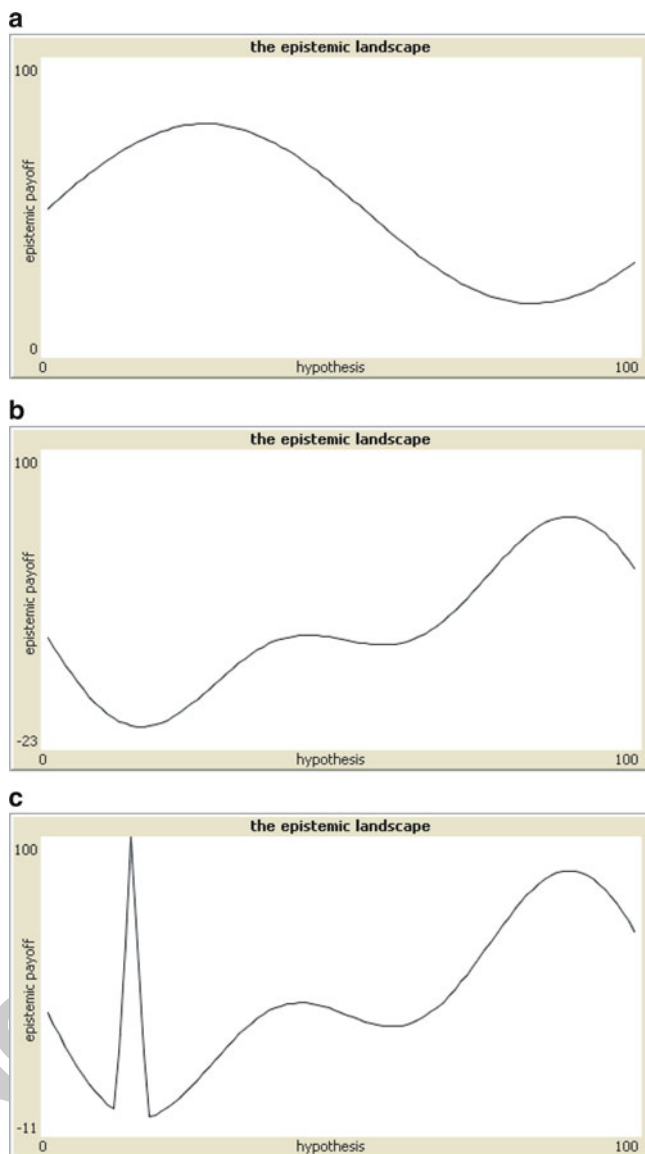 a
the epistemic landscape
100
epistemic payoff
0
0 hypothesis 100
b
the epistemic landscape
100
epistemic payoff
-23
0 hypothesis 100
c
the epistemic landscape
100
epistemic payoff
-11
0 hypothesis 100